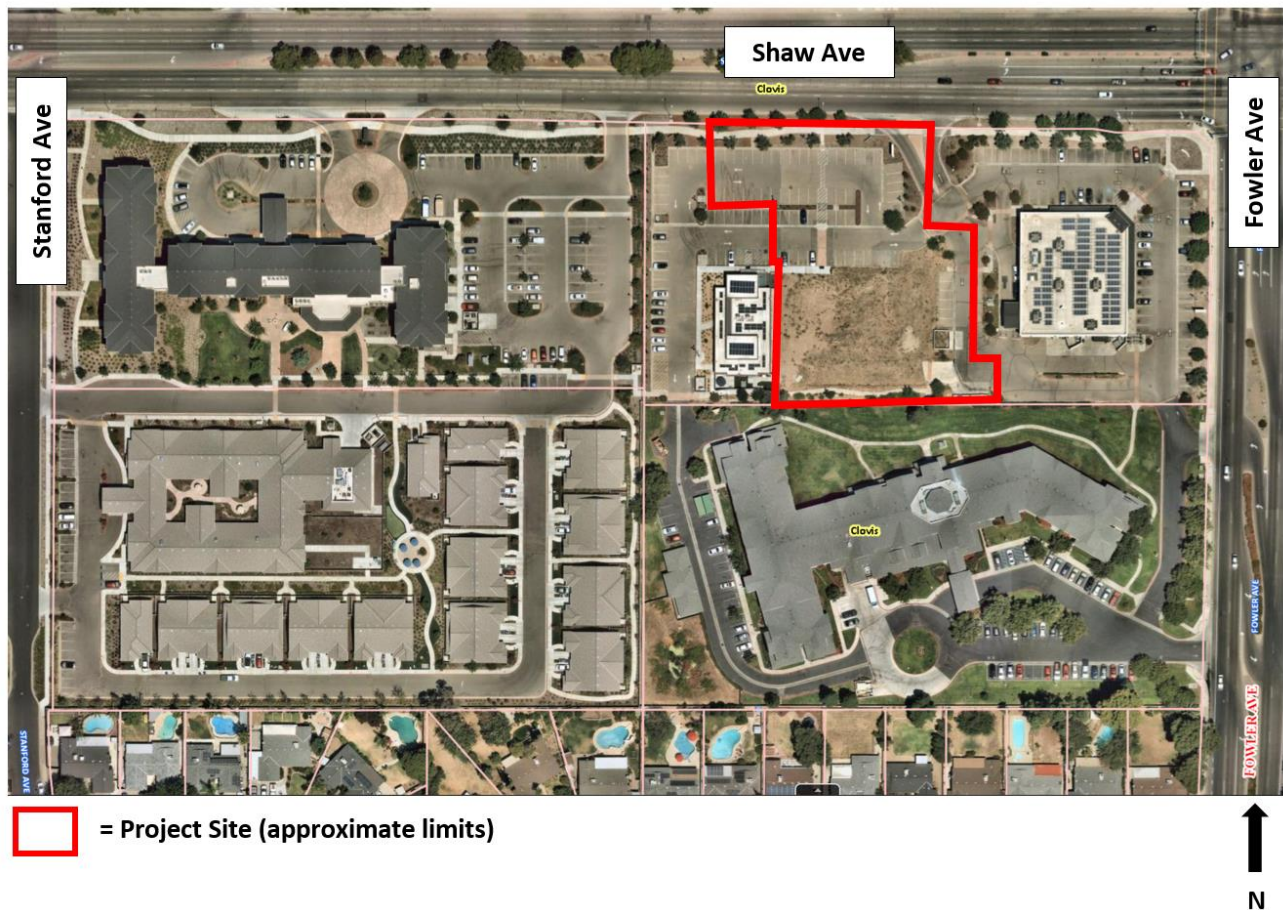 Shaw Ave
Clovis
Stanford Ave
Fowler Ave
Clovis
FOWLER AVE
STANFORD AVE
FOWLER AVE
= Project Site (approximate limits)
N